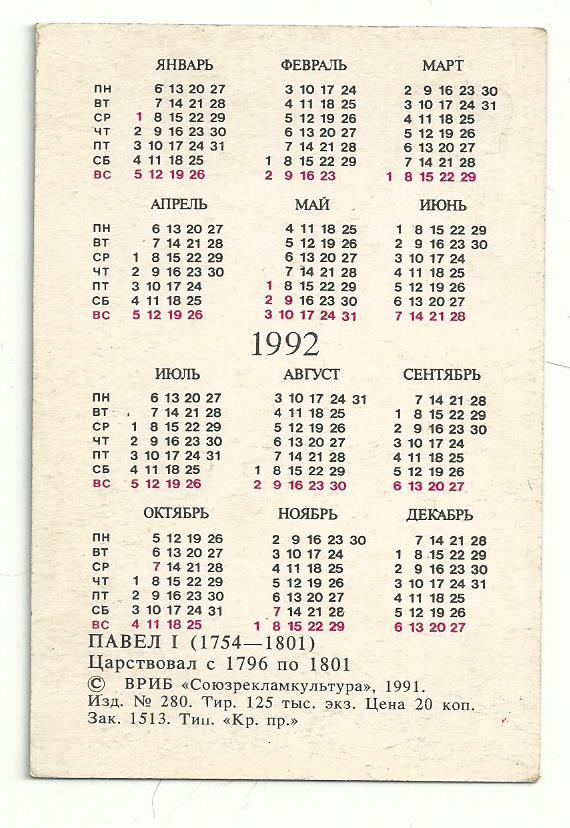 ЯНВАРЬ ФЕВРАЛЬ МАРТ
ПН 6 13 20 27 3 10 17 24 2 9 16 23 30
ВТ 7 14 21 28 4 11 18 25 3 10 17 24 31
СР 1 8 15 22 29 5 12 19 26 4 11 18 25
ЧТ 2 9 16 23 30 6 13 20 27 5 12 19 26
ПТ 3 10 17 24 31 7 14 21 28 6 13 20 27
СБ 4 11 18 25 1 8 15 22 29 7 14 21 28
ВС 5 12 19 26 2 9 16 23 1 8 15 22 29
АПРЕЛЬ МАЙ ИЮНЬ
ПН 6 13 20 27 4 11 18 25 1 8 15 22 29
ВТ 7 14 21 28 5 12 19 26 2 9 16 23 30
СР 1 8 15 22 29 6 13 20 27 3 10 17 24
ЧТ 2 9 16 23 30 7 14 21 28 4 11 18 25
ПТ 3 10 17 24 1 8 15 22 29 5 12 19 26
СБ 4 11 18 25 2 9 16 23 30 6 13 20 27
ВС 5 12 19 26 3 10 17 24 31 7 14 21 28
1992
ИЮЛЬ АВГУСТ СЕНТЯБРЬ
ПН 6 13 20 27 3 10 17 24 31 7 14 21 28
ВТ 7 14 21 28 4 11 18 25 1 8 15 22 29
СР 1 8 15 22 29 5 12 19 26 2 9 16 23 30
ЧТ 2 9 16 23 30 6 13 20 27 3 10 17 24
ПТ 3 10 17 24 31 7 14 21 28 4 11 18 25
СБ 4 11 18 25 1 8 15 22 29 5 12 19 26
ВС 5 12 19 26 2 9 16 23 30 6 13 20 27
ОКТЯБРЬ НОЯБРЬ ДЕКАБРЬ
ПН 5 12 19 26 2 9 16 23 30 7 14 21 28
ВТ 6 13 20 27 3 10 17 24 1 8 15 22 29
СР 7 14 21 28 4 11 18 25 2 9 16 23 30
ЧТ 1 8 15 22 29 5 12 19 26 3 10 17 24 31
ПТ 2 9 16 23 30 6 13 20 27 4 11 18 25
СБ 3 10 17 24 31 7 14 21 28 5 12 19 26
ВС 4 11 18 25 1 8 15 22 29 6 13 20 27
ПАВЕЛ I (1754—1801)
Царствовал с 1796 по 1801
© ВРИБ «Союзрекламкультура», 1991.
Изд. № 280. Тир. 125 тыс. экз. Цена 20 коп.
Зак. 1513. Тип. «Кр. пр.»